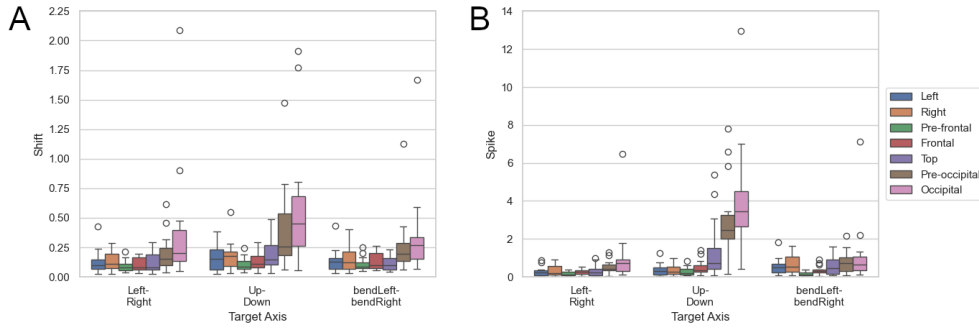 A
Shift
2.25
2.00
1.75
1.50
1.25
1.00
0.75
0.50
0.25
0.00
Left-
Right
Up-
Down
bendLeft-
bendRight
Target Axis
B
Spike
14
12
10
8
6
4
2
0
Left-
Right
Up-
Down
bendLeft-
bendRight
Target Axis
Left
Right
Pre-frontal
Frontal
Top
Pre-occipital
Occipital